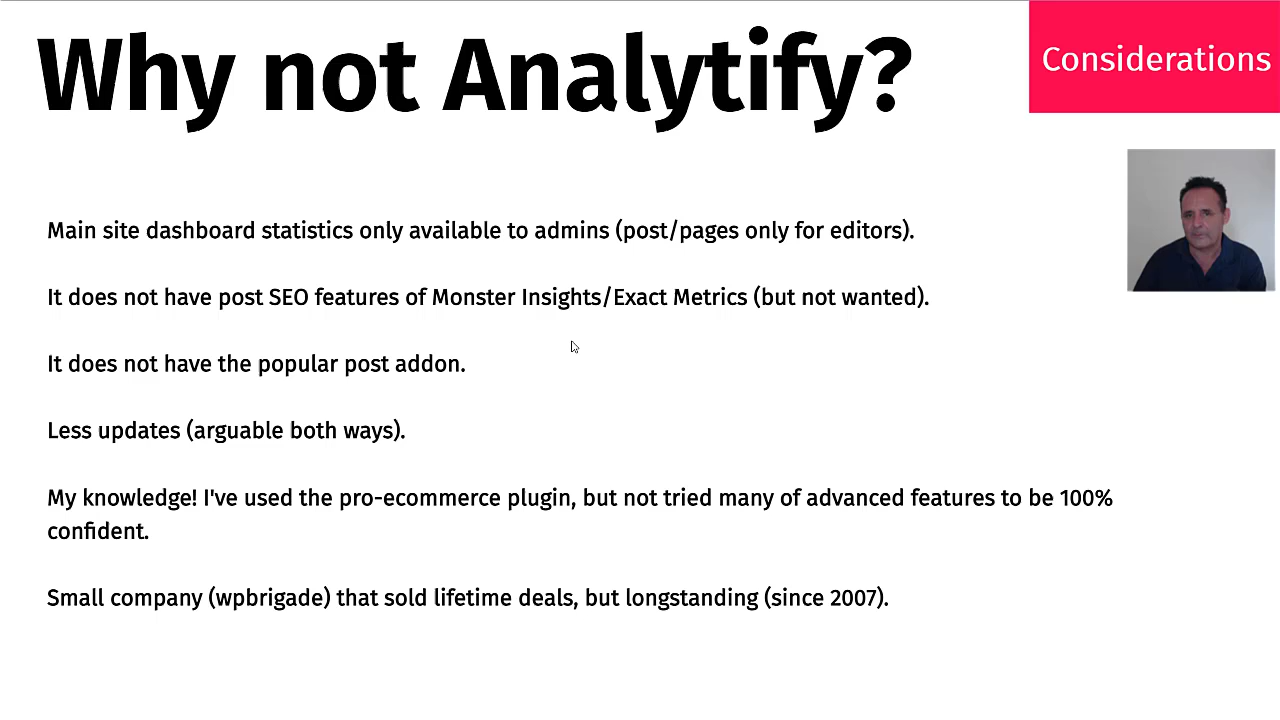 Why not Analytify?
Considerations
Main site dashboard statistics only available to admins (post/pages only for editors).
It does not have post SEO features of Monster Insights/Exact Metrics (but not wanted).
It does not have the popular post addon.
Less updates (arguable both ways).
My knowledge! I've used the pro-ecommerce plugin, but not tried many of advanced features to be 100%
confident.
Small company (wpbrigade) that sold lifetime deals, but longstanding (since 2007).